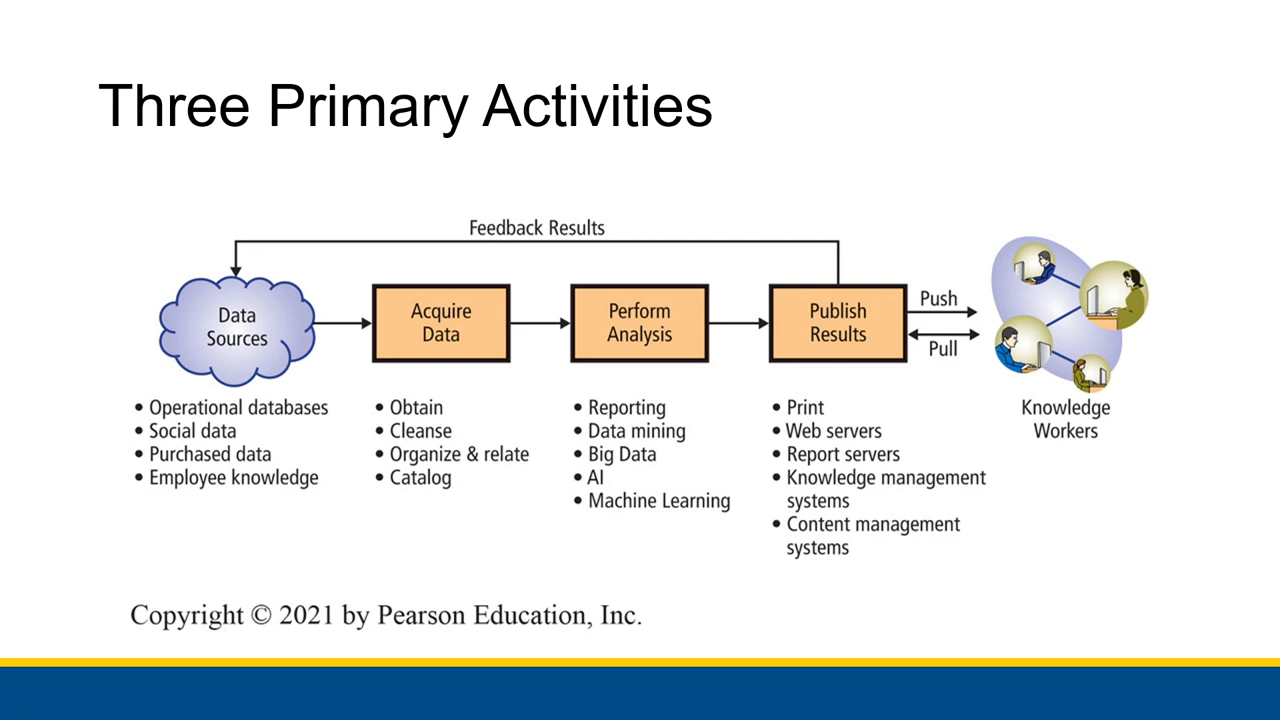 Three Primary Activities
Feedback Results
Data
Sources
Acquire
Data
Perform
Analysis
Publish
Results
Push
Pull
• Operational databases
• Social data
• Purchased data
• Employee knowledge
• Obtain
• Cleanse
• Organize & relate
• Catalog
• Reporting
• Data mining
• Big Data
• AI
• Machine Learning
• Print
• Web servers
• Report servers
• Knowledge management
systems
• Content management
systems
Knowledge
Workers
Copyright © 2021 by Pearson Education, Inc.